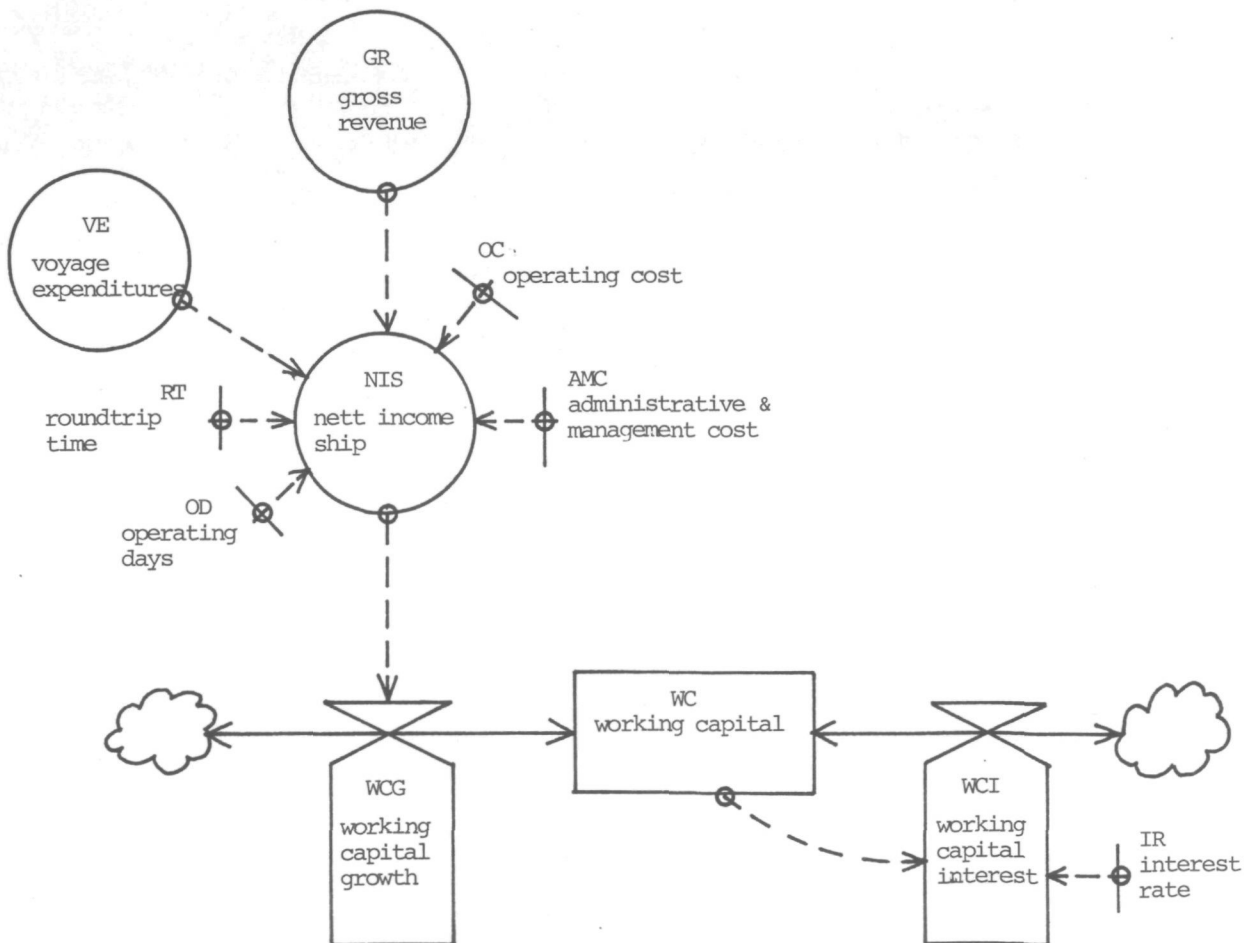 GR
gross
revenue
VE
voyage
expenditures
OC
operating cost
NIS
nett income
ship
RT
roundtrip
time
AMC
administrative &
management cost
OD
operating
days
WC
working capital
WCG
working
capital
growth
WCI
working
capital
interest
IR
interest
rate